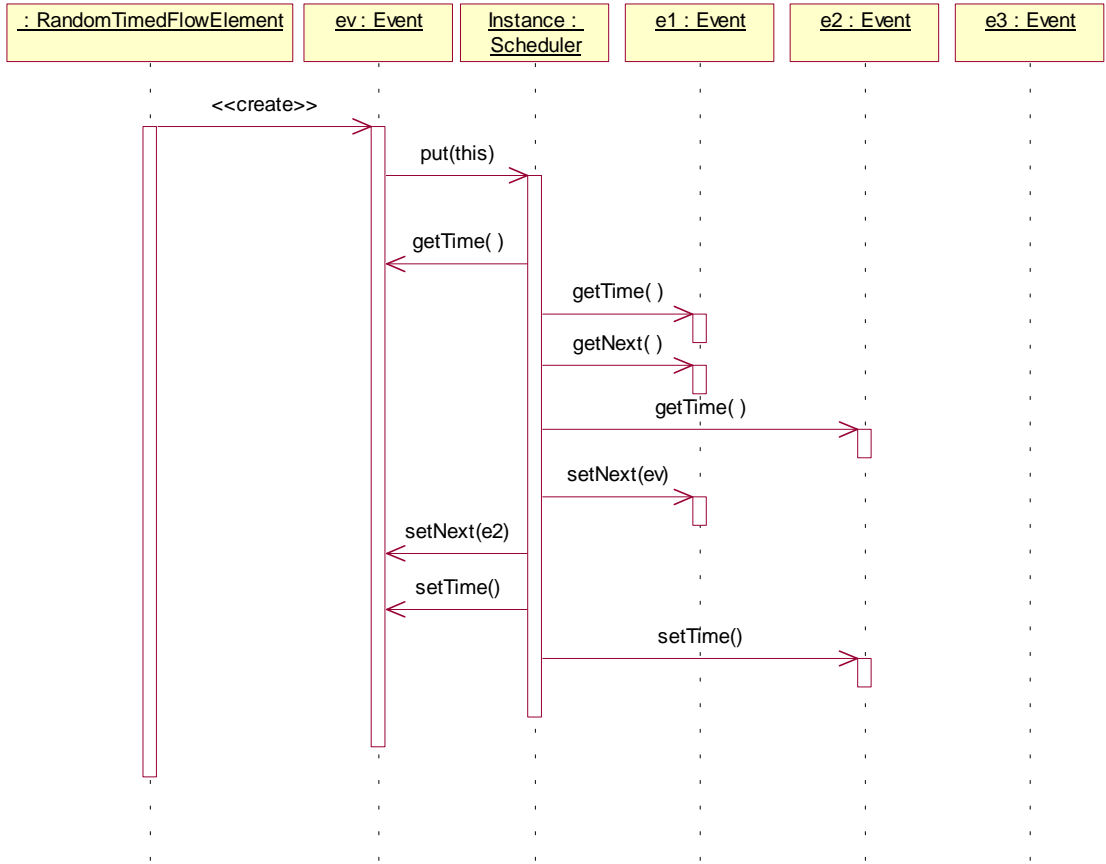 : RandomTimedFlowElement
ev : Event
Instance :
Scheduler
e1 : Event
e2 : Event
e3 : Event
<<create>>
put(this)
getTime( )
getTime( )
getNext( )
getTime( )
setNext(ev)
setNext(e2)
setTime()
setTime()